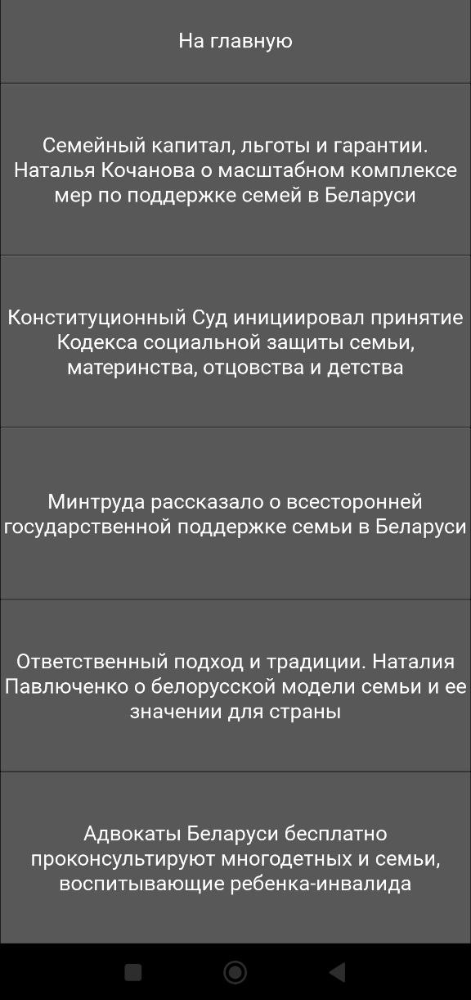 На главную
Семейный капитал, льготы и гарантии.
Наталья Кочанова о масштабном комплексе
мер по поддержке семей в Беларуси
Конституционный Суд инициировал принятие
Кодекса социальной защиты семьи,
материнства, отцовства и детства
Минтруда рассказало о всесторонней
государственной поддержке семьи в Беларуси
Ответственный подход и традиции. Наталия
Павлюченко о белорусской модели семьи и ее
значении для страны
Адвокаты Беларуси бесплатно
проконсультируют многодетных и семьи,
воспитывающие ребенка-инвалида